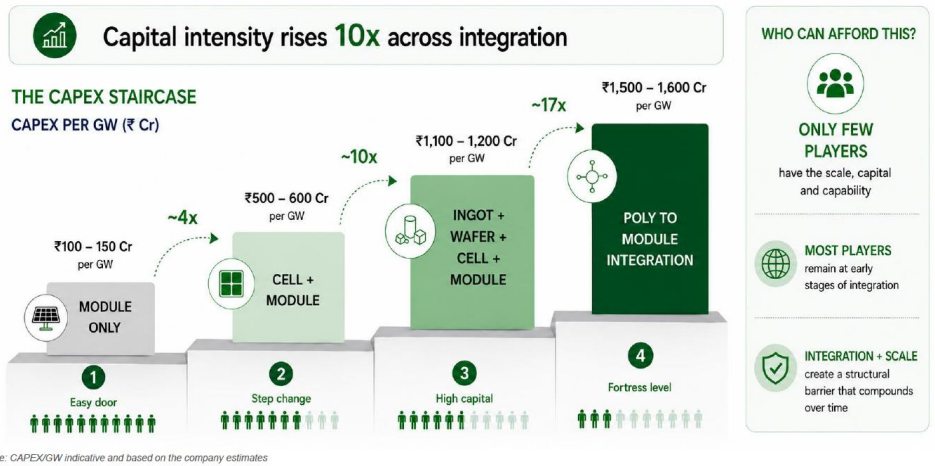 Capital intensity rises 10x across integration
THE CAPEX STAIRCASE
CAPEX PER GW (₹ Cr)
₹100 – 150 Cr
per GW
~4x
₹500 – 600 Cr
per GW
~10x
₹1,100 – 1,200 Cr
per GW
~17x
₹1,500 – 1,600 Cr
per GW
MODULE
ONLY
CELL +
MODULE
INGOT +
WAFER +
CELL +
MODULE
POLY TO
MODULE
INTEGRATION
1
Easy door
2
Step change
3
High capital
4
Fortress level
WHO CAN AFFORD THIS?
ONLY FEW
PLAYERS
have the scale, capital
and capability
MOST PLAYERS
remain at early
stages of integration
INTEGRATION + SCALE
create a structural
barrier that compounds
over time
e: CAPEX/GW indicative and based on the company estimates